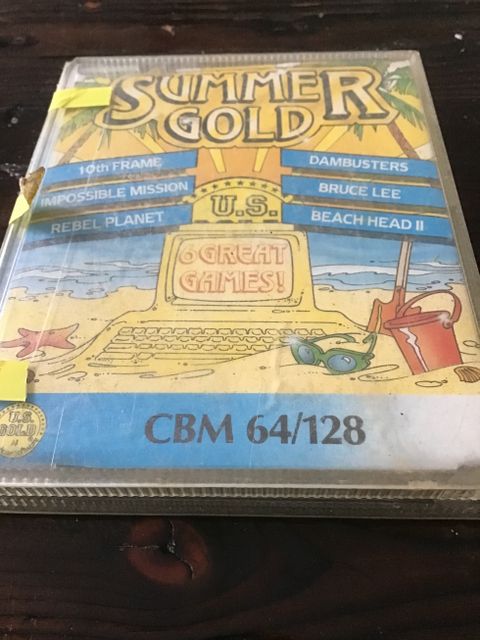 SUMMER
GOLD
10th FRAME
IMPOSSIBLE MISSION
REBEL PLANET
DAMBUSTERS
BRUCE LEE
BEACH HEAD II
U.S.
6 GREAT
GAMES!
U.S.
GOLD
CBM 64/128